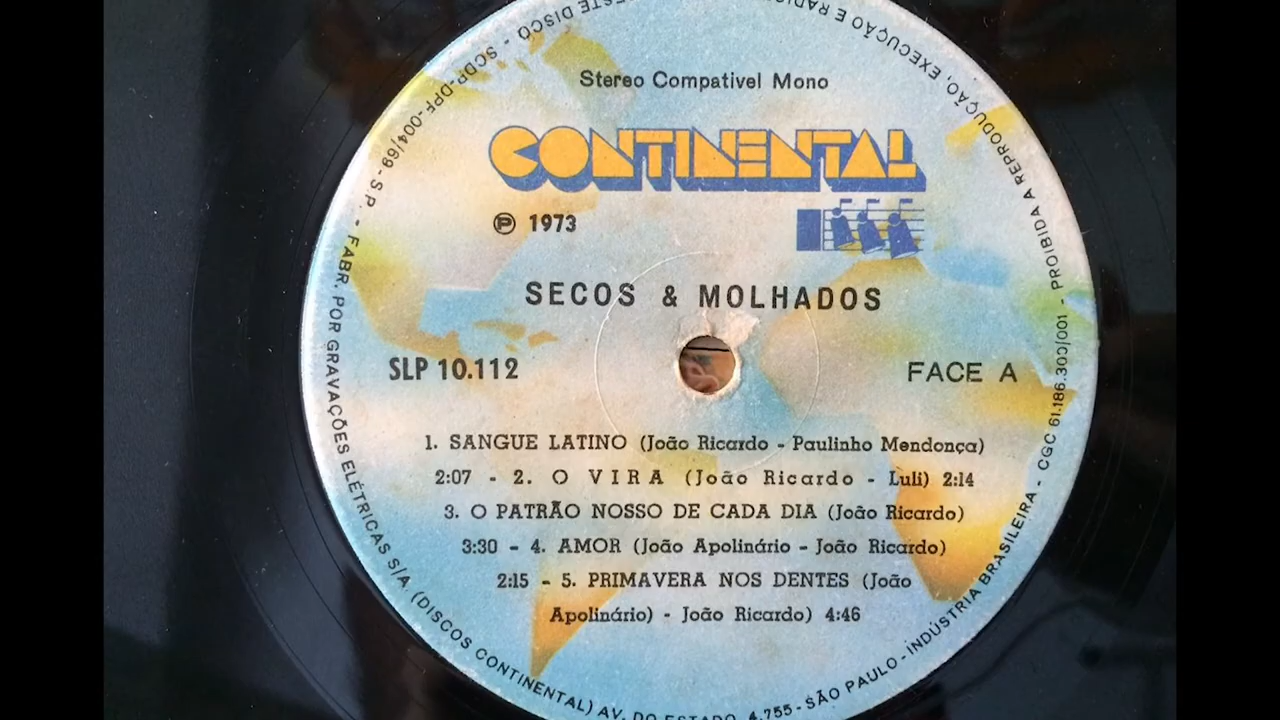 Stereo Compativel Mono
CONTINENTAL
Ⓟ 1973
SECOS & MOLHADOS
SLP 10.112
FACE A
1. SANGUE LATINO (João Ricardo - Paulinho Mendonça)
2:07 - 2. O VIRA (João Ricardo - Luli) 2:14
3. O PATRÃO NOSSO DE CADA DIA (João Ricardo)
3:30 - 4. AMOR (João Apolinário - João Ricardo)
2:15 - 5. PRIMAVERA NOS DENTES (João
Apolinário) - João Ricardo) 4:46
FABR. POR GRAVAÇÕES ELÉTRICAS S/A. (DISCOS CONTINENTAL) AV. DO ESTADO, 4.755 - SÃO PAULO - INDÚSTRIA BRASILEIRA - CGC 61.186.300/001 - PROIBIDA A REPRODUÇÃO, EXECUÇÃO E DESTE DISCO - SCDP-DPF-004/69 - S.P. -